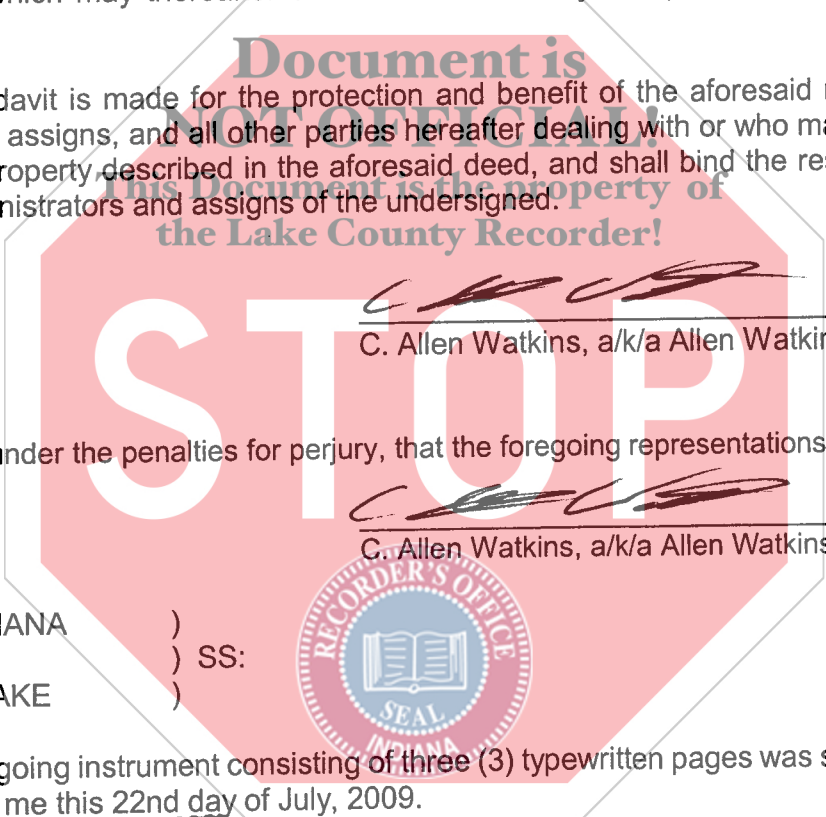 Document is
davit is made for the protection and benefit of the aforesaid
NOT OFFICIAL!
assigns, and all other parties hereafter dealing with or who ma
roperty described in the aforesaid deed, and shall bind the res
This Document is the property of
nistrators and assigns of the undersigned.
the Lake County Recorder!
STOP
C. Allen Watkins, a/k/a Allen Watkin
under the penalties for perjury, that the foregoing representations
C. Allen Watkins, a/k/a Allen Watkins
RECORDER'S OFFICE
SEAL
INDIANA
IANA )
) SS:
AKE )
going instrument consisting of three (3) typewritten pages was s
me this 22nd day of July, 2009.